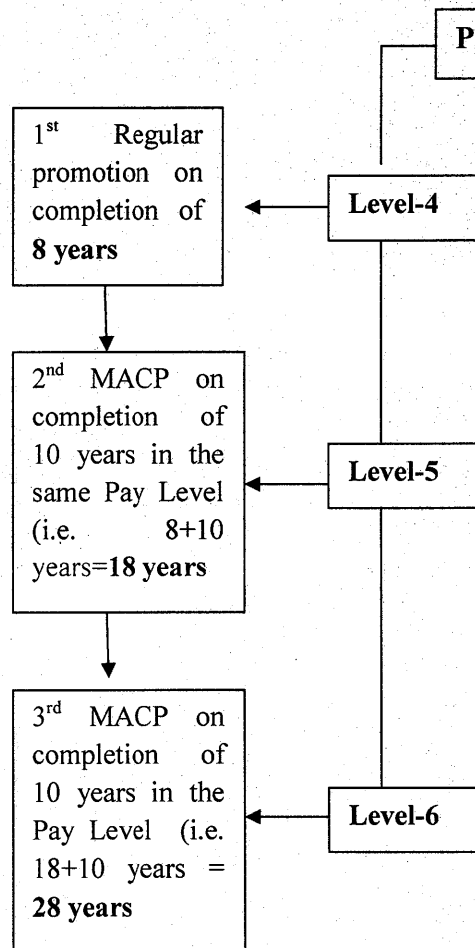 P
1st Regular
promotion on
completion of
8 years
Level-4
2nd MACP on
completion of
10 years in the
same Pay Level
(i.e. 8+10
years=18 years
Level-5
3rd MACP on
completion of
10 years in the
Pay Level (i.e.
18+10 years =
28 years
Level-6